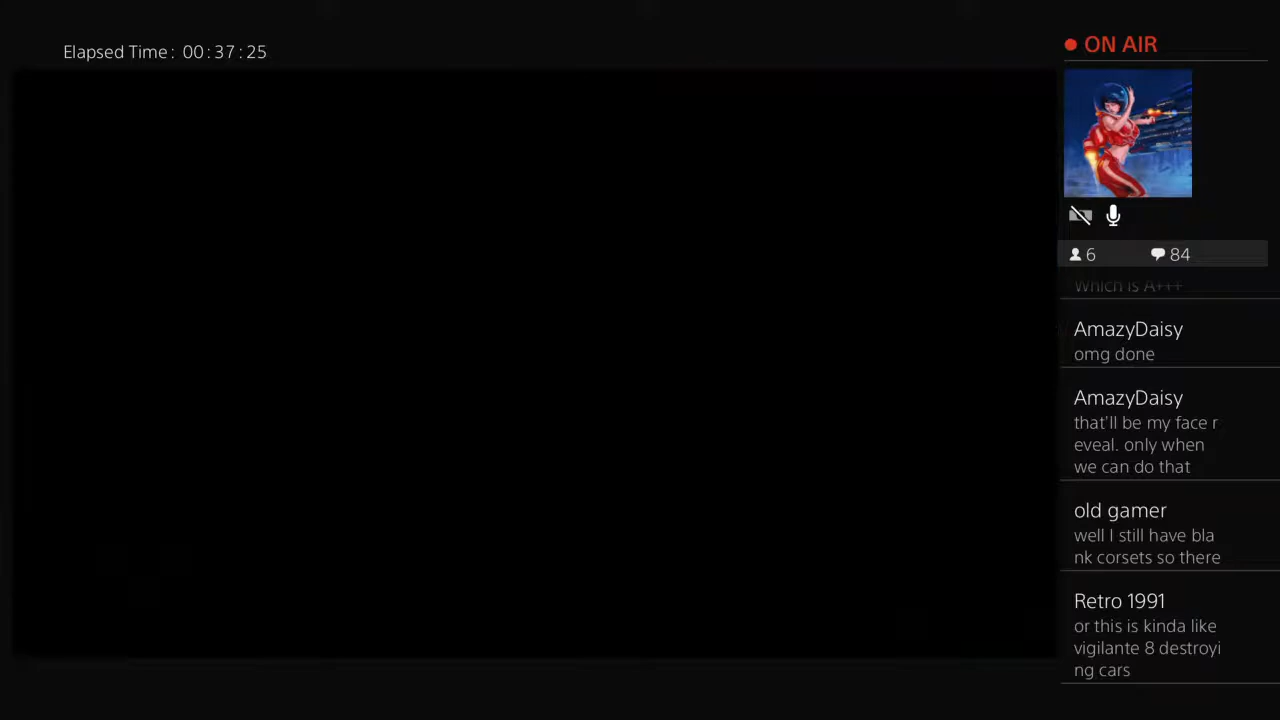 Elapsed Time: 00:37:25
ON AIR
6 84
Which is A+++
AmazyDaisy
omg done
AmazyDaisy
that'll be my face r
eveal. only when
we can do that
old gamer
well I still have bla
nk corsets so there
Retro 1991
or this is kinda like
vigilante 8 destroyi
ng cars